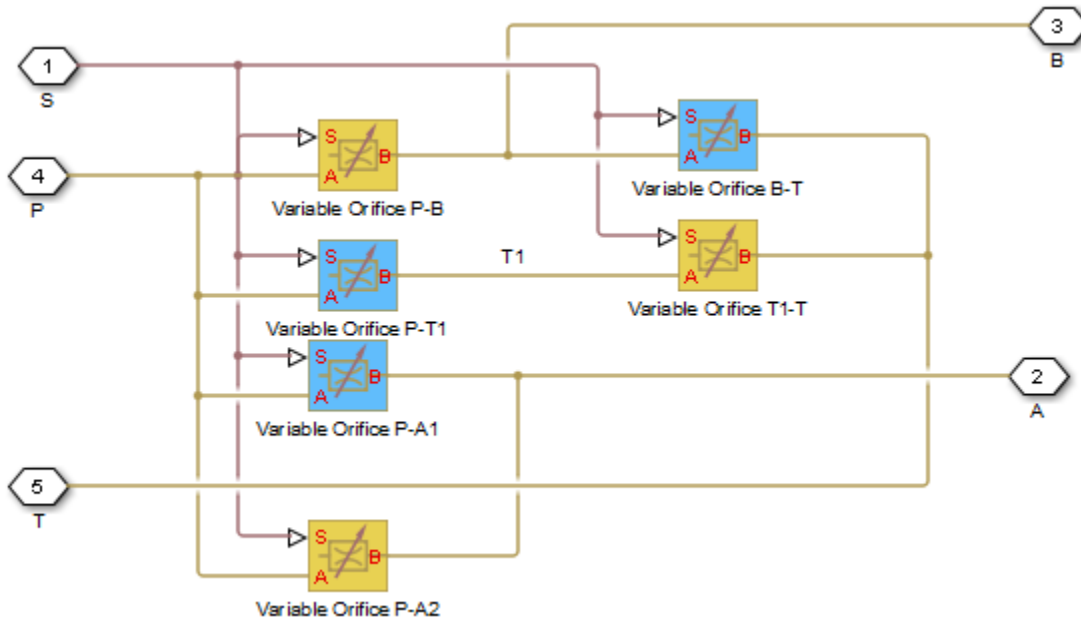 3
B
1
S
S
B
A
Variable Orifice B-T
S
B
A
Variable Orifice P-B
4
P
S
B
A
Variable Orifice T1-T
T1
S
B
A
Variable Orifice P-T1
S
B
A
Variable Orifice P-A1
2
A
5
T
S
B
A
Variable Orifice P-A2